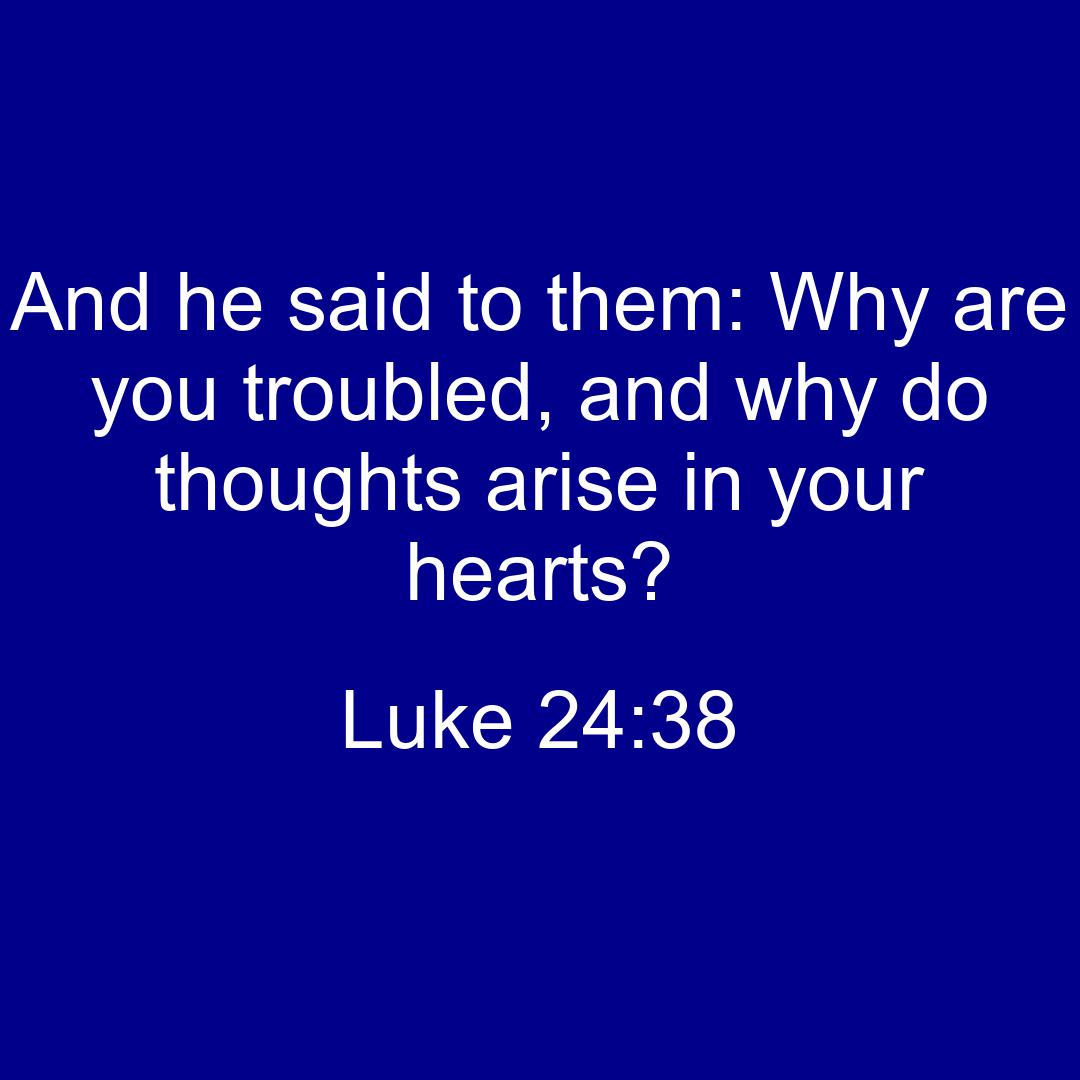 And he said to them: Why are
you troubled, and why do
thoughts arise in your
hearts?
Luke 24:38